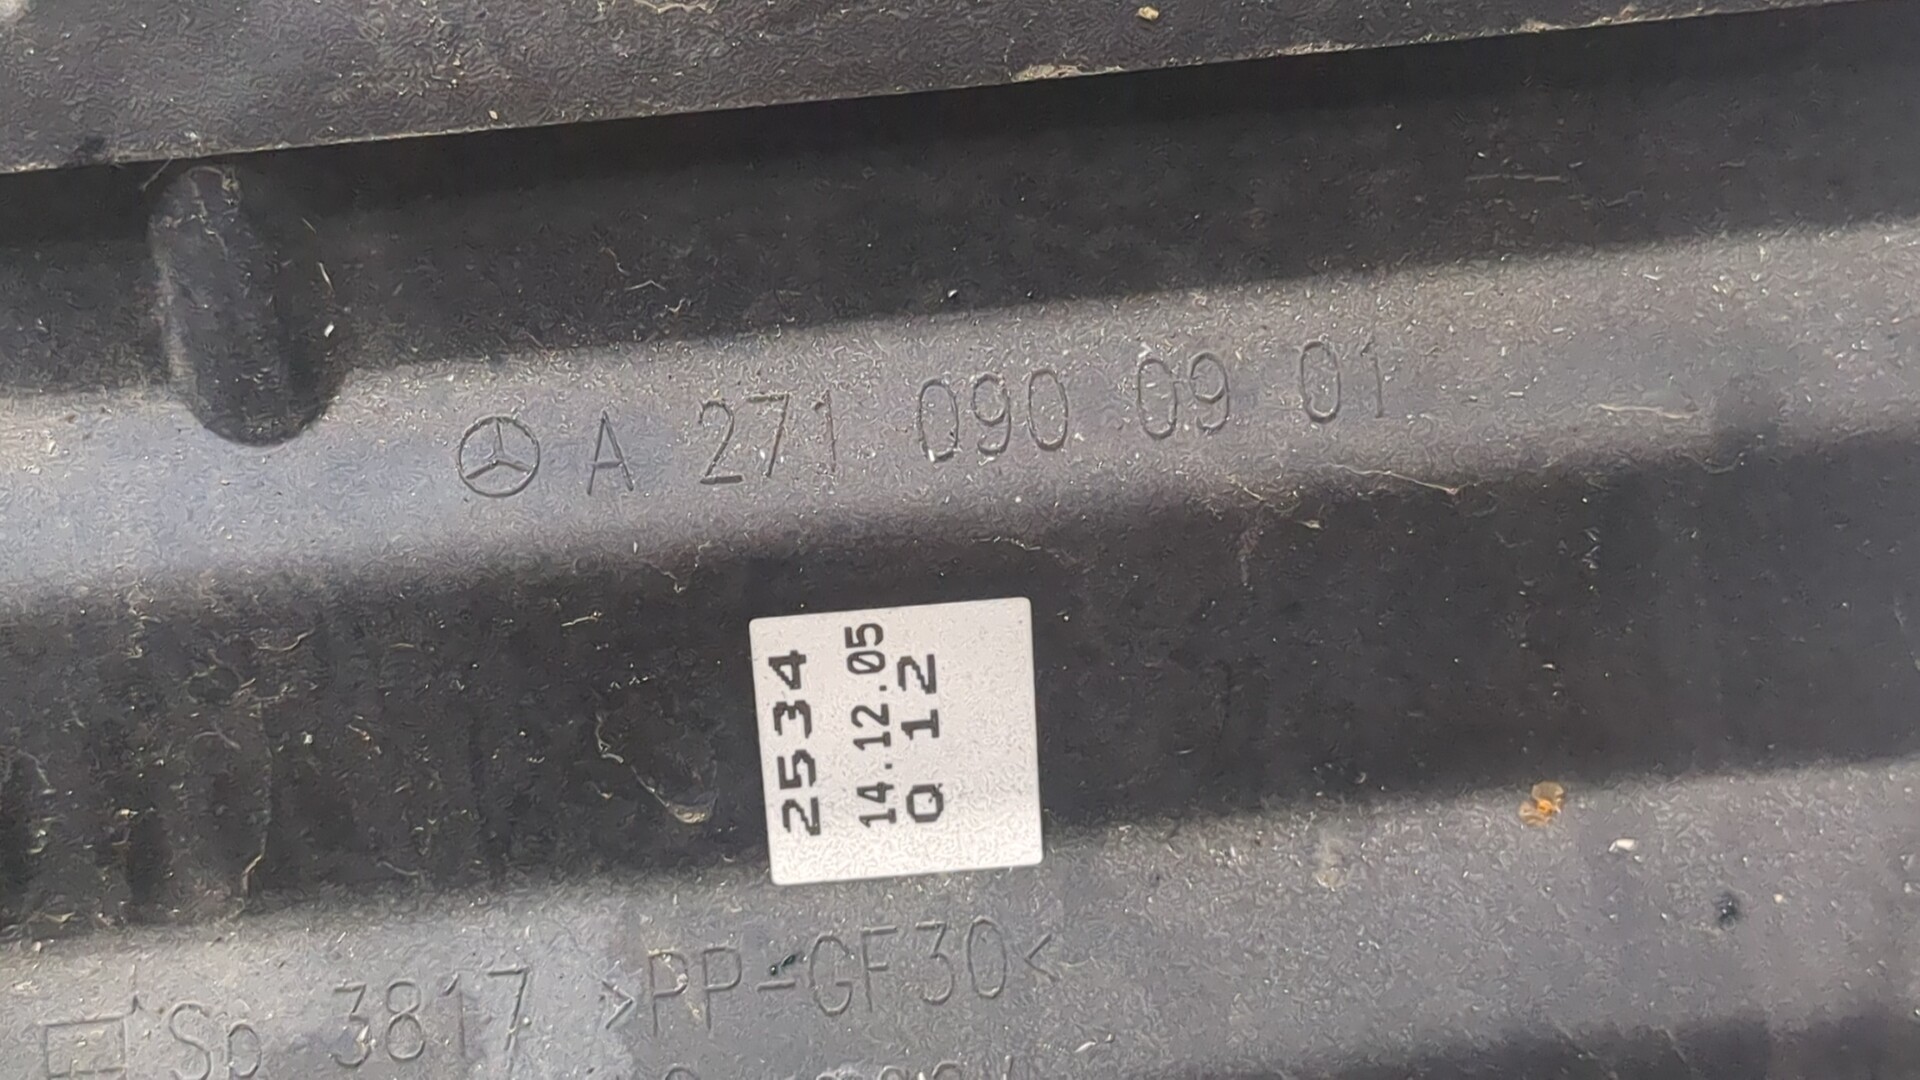 A 271 090 09 01
2534
14.12.05
Q 12
Sp 3817 >PP-GF30<